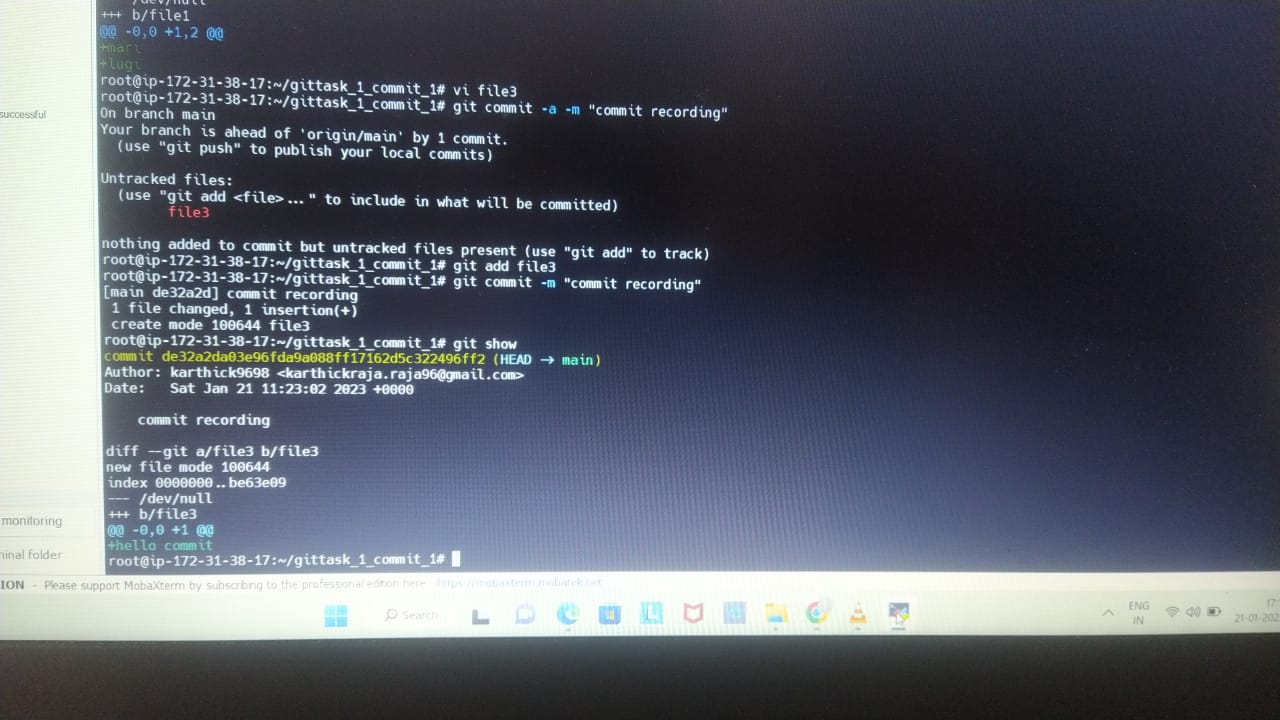 /dev/null
+++ b/file1
@@ -0,0 +1,2 @@
+mari
+lugi
root@ip-172-31-38-17:~/gittask_1_commit_1# vi file3
root@ip-172-31-38-17:~/gittask_1_commit_1# git commit -a -m "commit recording"
successful
On branch main
Your branch is ahead of 'origin/main' by 1 commit.
(use "git push" to publish your local commits)
Untracked files:
(use "git add <file>..." to include in what will be committed)
file3
nothing added to commit but untracked files present (use "git add" to track)
root@ip-172-31-38-17:~/gittask_1_commit_1# git add file3
root@ip-172-31-38-17:~/gittask_1_commit_1# git commit -m "commit recording"
[main de32a2d] commit recording
1 file changed, 1 insertion(+)
create mode 100644 file3
root@ip-172-31-38-17:~/gittask_1_commit_1# git show
commit de32a2da03e96fda9a088ff17162d5c322496ff2 (HEAD -> main)
Author: karthick9698 <karthickraja.raja96@gmail.com>
Date:   Sat Jan 21 11:23:02 2023 +0000
commit recording
diff --git a/file3 b/file3
new file mode 100644
index 0000000..be63e09
--- /dev/null
+++ b/file3
monitoring
@@ -0,0 +1 @@
+hello commit
minal folder
root@ip-172-31-38-17:~/gittask_1_commit_1#
ION - Please support MobaXterm by subscribing to the professional edition here: https://mobaxterm.mobatek.net
Search
ENG
IN
17
21-01-202